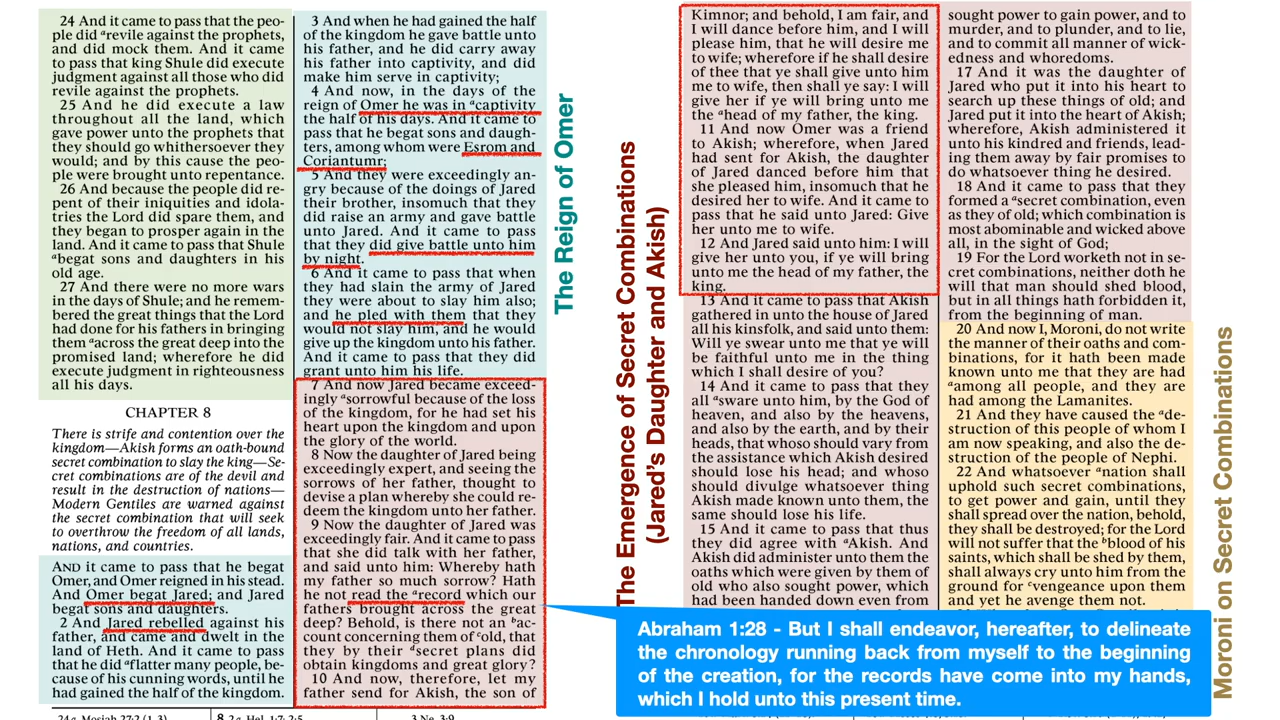 24 And it came to pass that the peo-
ple did ᵃrevile against the prophets,
and did mock them. And it came
to pass that king Shule did execute
judgment against all those who did
revile against the prophets.
25 And he did execute a law
throughout all the land, which
gave power unto the prophets that
they should go whithersoever they
would; and by this cause the peo-
ple were brought unto repentance.
26 And because the people did re-
pent of their iniquities and idola-
tries the Lord did spare them, and
they began to prosper again in the
land. And it came to pass that Shule
ᵃbegat sons and daughters in his
old age.
27 And there were no more wars
in the days of Shule; and he remem-
bered the great things that the Lord
had done for his fathers in bringing
them ᵃacross the great deep into the
promised land; wherefore he did
execute judgment in righteousness
all his days.
CHAPTER 8
There is strife and contention over the
kingdom—Akish forms an oath-bound
secret combination to slay the king—Se-
cret combinations are of the devil and
result in the destruction of nations—
Modern Gentiles are warned against
the secret combination that will seek
to overthrow the freedom of all lands,
nations, and countries.
AND it came to pass that he begat
Omer, and Omer reigned in his stead.
And Omer begat Jared; and Jared
begat sons and daughters.
2 And Jared rebelled against his
father, and came and dwelt in the
land of Heth. And it came to pass
that he did ᵃflatter many people, be-
cause of his cunning words, until he
had gained the half of the kingdom.
3 And when he had gained the half
of the kingdom he gave battle unto
his father, and he did carry away
his father into captivity, and did
make him serve in captivity;
4 And now, in the days of the
reign of Omer he was in ᵃcaptivity
the half of his days. And it came to
pass that he begat sons and daugh-
ters, among whom were Esrom and
Coriantumr;
5 And they were exceedingly an-
gry because of the doings of Jared
their brother, insomuch that they
did raise an army and gave battle
unto Jared. And it came to pass
that they did give battle unto him
by night.
6 And it came to pass that when
they had slain the army of Jared
they were about to slay him also;
and he pled with them that they
would not slay him, and he would
give up the kingdom unto his father.
And it came to pass that they did
grant unto him his life.
7 And now Jared became exceed-
ingly ᵃsorrowful because of the loss
of the kingdom, for he had set his
heart upon the kingdom and upon
the glory of the world.
8 Now the daughter of Jared being
exceedingly expert, and seeing the
sorrows of her father, thought to
devise a plan whereby she could re-
deem the kingdom unto her father.
9 Now the daughter of Jared was
exceedingly fair. And it came to pass
that she did talk with her father,
and said unto him: Whereby hath
my father so much sorrow? Hath
he not read the ᵃrecord which our
fathers brought across the great
deep? Behold, is there not an ᵇac-
count concerning them of ᶜold, that
they by their ᵈsecret plans did
obtain kingdoms and great glory?
10 And now, therefore, let my
father send for Akish, the son of
The Reign of Omer
The Emergence of Secret Combinations
(Jared's Daughter and Akish)
Kimnor; and behold, I am fair, and
I will dance before him, and I will
please him, that he will desire me
to wife; wherefore if he shall desire
of thee that ye shall give unto him
me to wife, then shall ye say: I will
give her if ye will bring unto me
the ᵃhead of my father, the king.
11 And now Omer was a friend
to Akish; wherefore, when Jared
had sent for Akish, the daughter
of Jared danced before him that
she pleased him, insomuch that he
desired her to wife. And it came to
pass that he said unto Jared: Give
her unto me to wife.
12 And Jared said unto him: I will
give her unto you, if ye will bring
unto me the head of my father, the
king.
13 And it came to pass that Akish
gathered in unto the house of Jared
all his kinsfolk, and said unto them:
Will ye swear unto me that ye will
be faithful unto me in the thing
which I shall desire of you?
14 And it came to pass that they
all ᵃsware unto him, by the God of
heaven, and also by the heavens,
and also by the earth, and by their
heads, that whoso should vary from
the assistance which Akish desired
should lose his head; and whoso
should divulge whatsoever thing
Akish made known unto them, the
same should lose his life.
15 And it came to pass that thus
they did agree with ᵃAkish. And
Akish did administer unto them the
oaths which were given by them of
old who also sought power, which
had been handed down even from
sought power to gain power, and to
murder, and to plunder, and to lie,
and to commit all manner of wick-
edness and whoredoms.
17 And it was the daughter of
Jared who put it into his heart to
search up these things of old; and
Jared put it into the heart of Akish;
wherefore, Akish administered it
unto his kindred and friends, lead-
ing them away by fair promises to
do whatsoever thing he desired.
18 And it came to pass that they
formed a ᵃsecret combination, even
as they of old; which combination is
most abominable and wicked above
all, in the sight of God;
19 For the Lord worketh not in se-
cret combinations, neither doth he
will that man should shed blood,
but in all things hath forbidden it,
from the beginning of man.
20 And now I, Moroni, do not write
the manner of their oaths and com-
binations, for it hath been made
known unto me that they are had
ᵃamong all people, and they are
had among the Lamanites.
21 And they have caused the ᵃde-
struction of this people of whom I
am now speaking, and also the de-
struction of the people of Nephi.
22 And whatsoever ᵃnation shall
uphold such secret combinations,
to get power and gain, until they
shall spread over the nation, behold,
they shall be destroyed; for the Lord
will not suffer that the ᵇblood of his
saints, which shall be shed by them,
shall always cry unto him from the
ground for ᶜvengeance upon them
and yet he avenge them not.
Moroni on Secret Combinations
Abraham 1:28 - But I shall endeavor, hereafter, to delineate
the chronology running back from myself to the beginning
of the creation, for the records have come into my hands,
which I hold unto this present time.